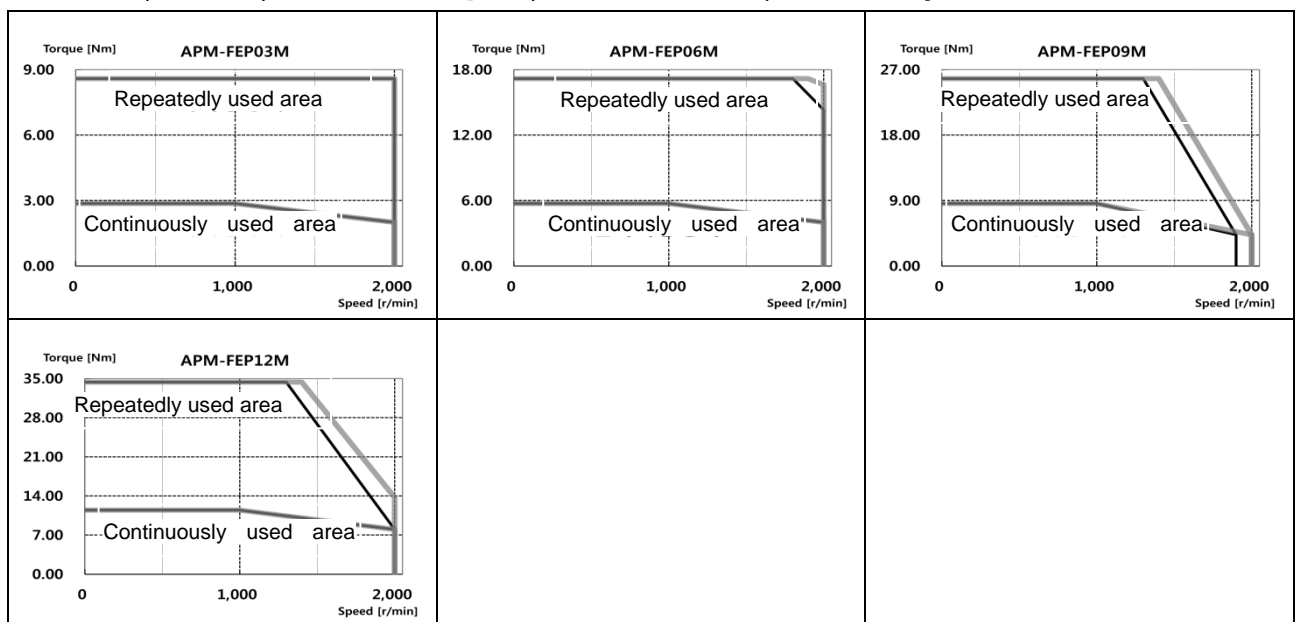 Torque [Nm] APM-FEP03M
9.00
Repeatedly used area
6.00
3.00
Continuously used area
0.00
0 1,000 2,000
Speed [r/min]
Torque [Nm] APM-FEP06M
18.00
Repeatedly used area
12.00
6.00
Continuously used area
0.00
0 1,000 2,000
Speed [r/min]
Torque [Nm] APM-FEP09M
27.00
Repeatedly used area
18.00
9.00
Continuously used area
0.00
0 1,000 2,000
Speed [r/min]
Torque [Nm] APM-FEP12M
35.00
Repeatedly used area
28.00
21.00
14.00
7.00
Continuously used area
0.00
0 1,000 2,000
Speed [r/min]